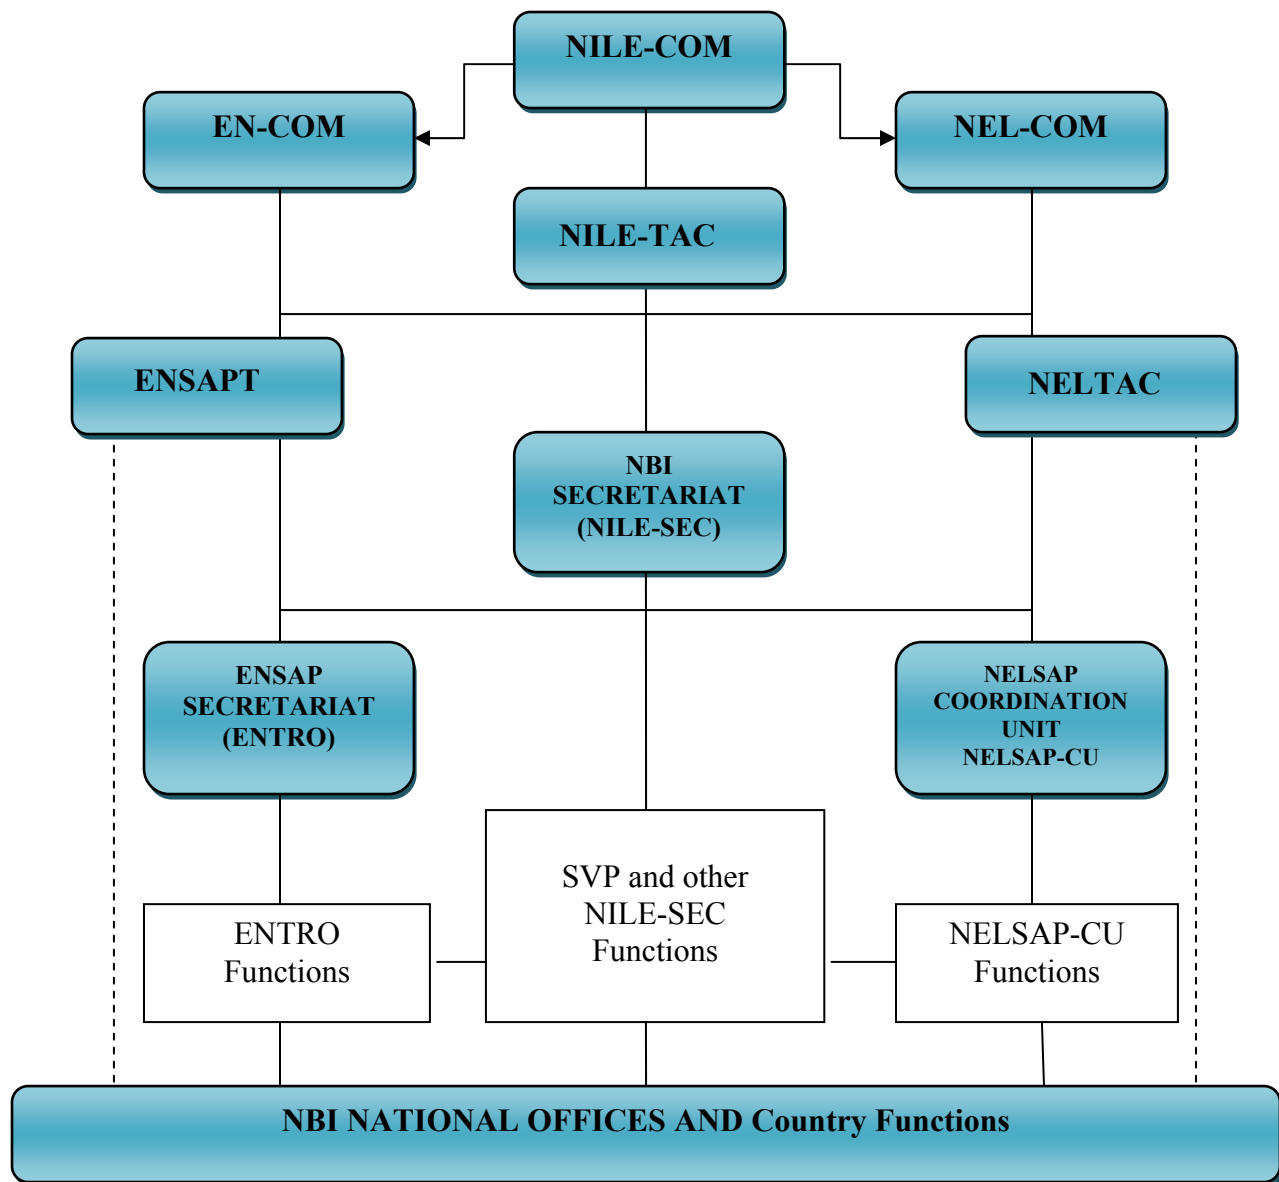 NILE-COM
EN-COM
NEL-COM
NILE-TAC
ENSAPT
NELTAC
NBI
SECRETARIAT
(NILE-SEC)
ENSAP
SECRETARIAT
(ENTRO)
NELSAP
COORDINATION
UNIT
NELSAP-CU
SVP and other
NILE-SEC
Functions
ENTRO
Functions
NELSAP-CU
Functions
NBI NATIONAL OFFICES AND Country Functions